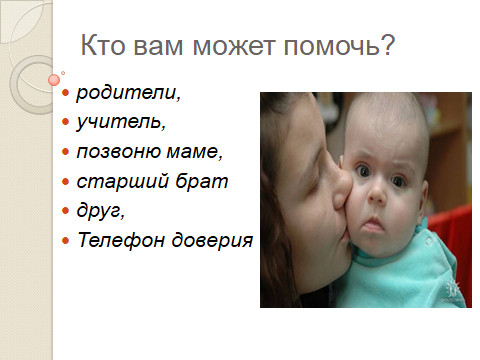 Кто вам может помочь?
родители,
учитель,
позвоню маме,
старший брат
друг,
Телефон доверия